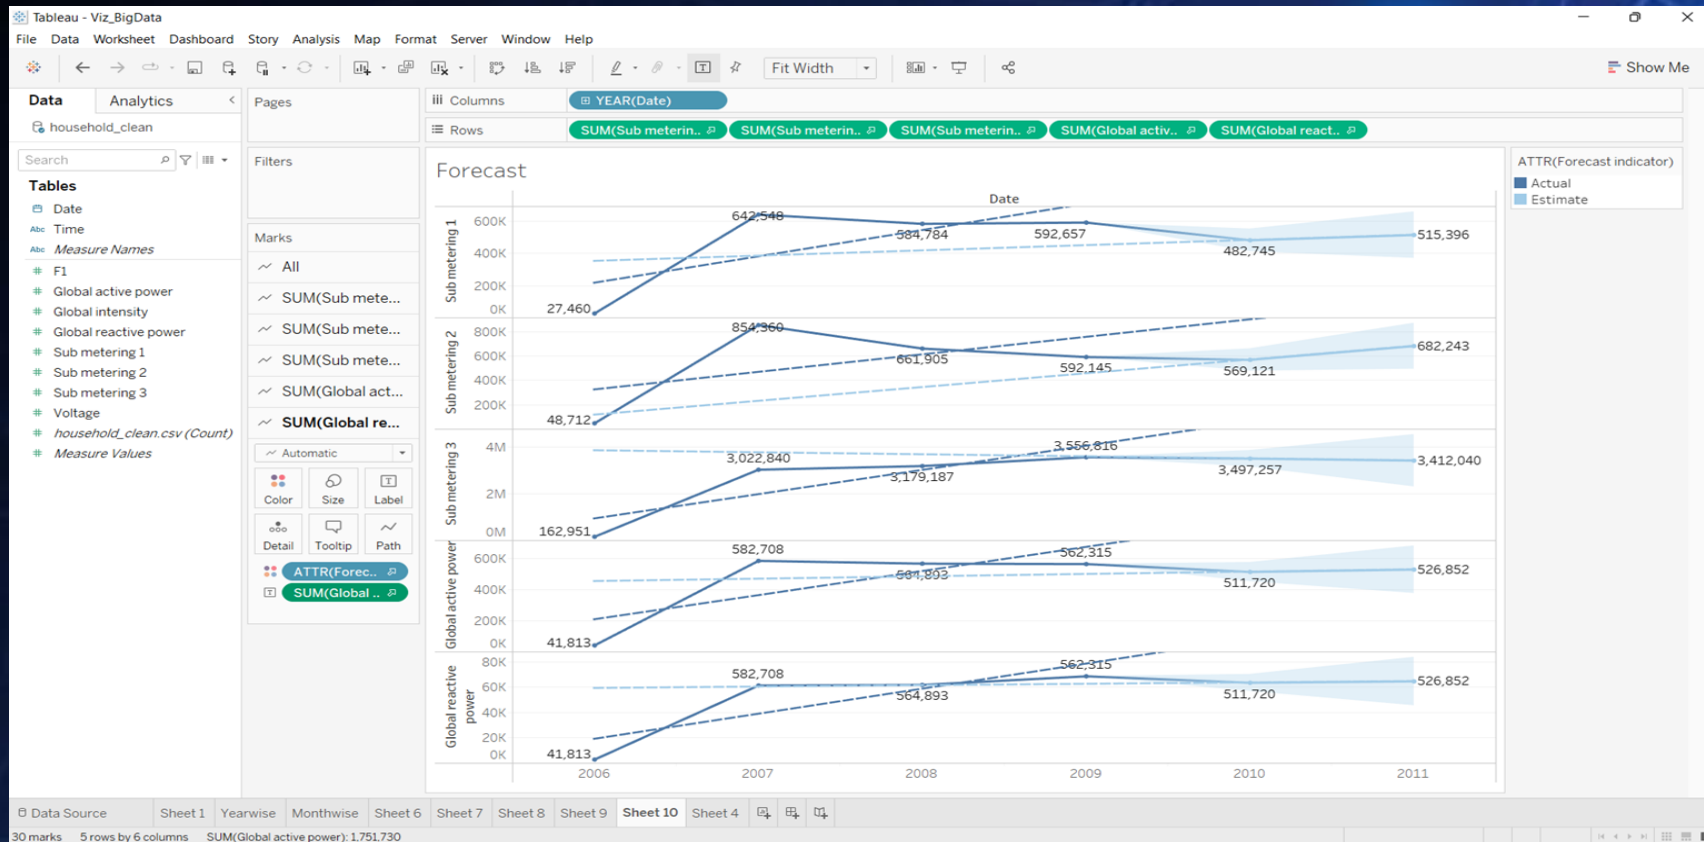 Tableau - Viz_BigData
File Data Worksheet Dashboard Story Analysis Map Format Server Window Help
Fit Width
Show Me
Data Analytics
household_clean
Search
Tables
Date
Abc Time
Abc Measure Names
# F1
# Global active power
# Global intensity
# Global reactive power
# Sub metering 1
# Sub metering 2
# Sub metering 3
# Voltage
# household_clean.csv (Count)
# Measure Values
Pages
Filters
Marks
All
SUM(Sub mete...
SUM(Sub mete...
SUM(Sub mete...
SUM(Global act...
SUM(Global re...
Automatic
Color Size Label
Detail Tooltip Path
ATTR(Forec..
SUM(Global ..
Columns YEAR(Date)
Rows SUM(Sub meterin.. SUM(Sub meterin.. SUM(Sub meterin.. SUM(Global activ.. SUM(Global react..
Forecast
Date
Sub metering 1
600K
400K
200K
0K
27,460
642,548
584,784
592,657
482,745
515,396
Sub metering 2
800K
600K
400K
200K
48,712
854,360
661,905
592,145
569,121
682,243
Sub metering 3
4M
2M
0M
162,951
3,022,840
3,179,187
3,556,816
3,497,257
3,412,040
Global active power
600K
400K
200K
0K
41,813
582,708
564,893
562,315
511,720
526,852
Global reactive
power
80K
60K
40K
20K
0K
41,813
582,708
564,893
562,315
511,720
526,852
2006 2007 2008 2009 2010 2011
ATTR(Forecast indicator)
Actual
Estimate
Data Source Sheet 1 Yearwise Monthwise Sheet 6 Sheet 7 Sheet 8 Sheet 9 Sheet 10 Sheet 4
30 marks 5 rows by 6 columns SUM(Global active power): 1,751,730